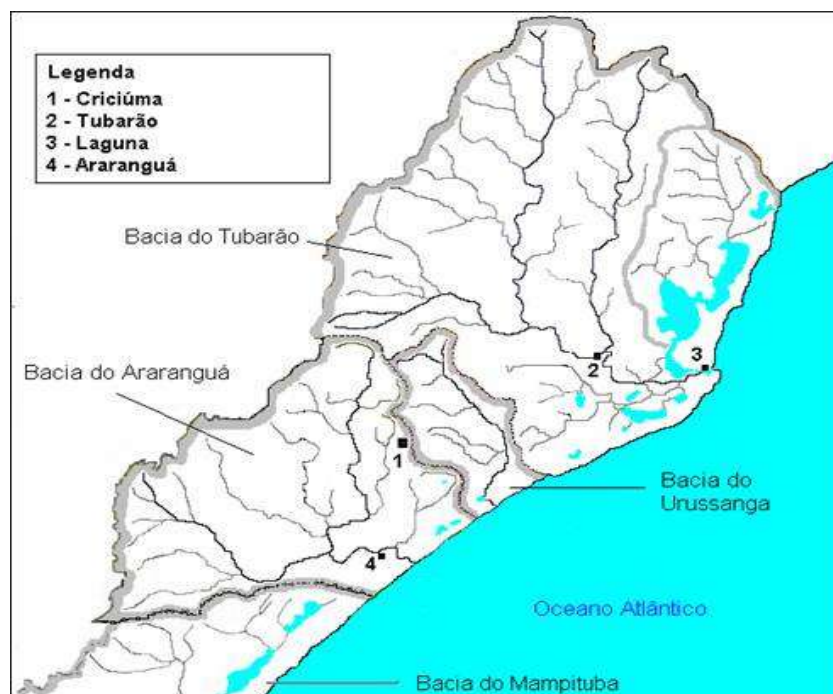 Legenda
1 - Criciúma
2 - Tubarão
3 - Laguna
4 - Araranguá
Bacia do Tubarão
Bacia do Araranguá
2
3
1
4
Bacia do
Urussanga
Oceano Atlântico
Bacia do Mampituba